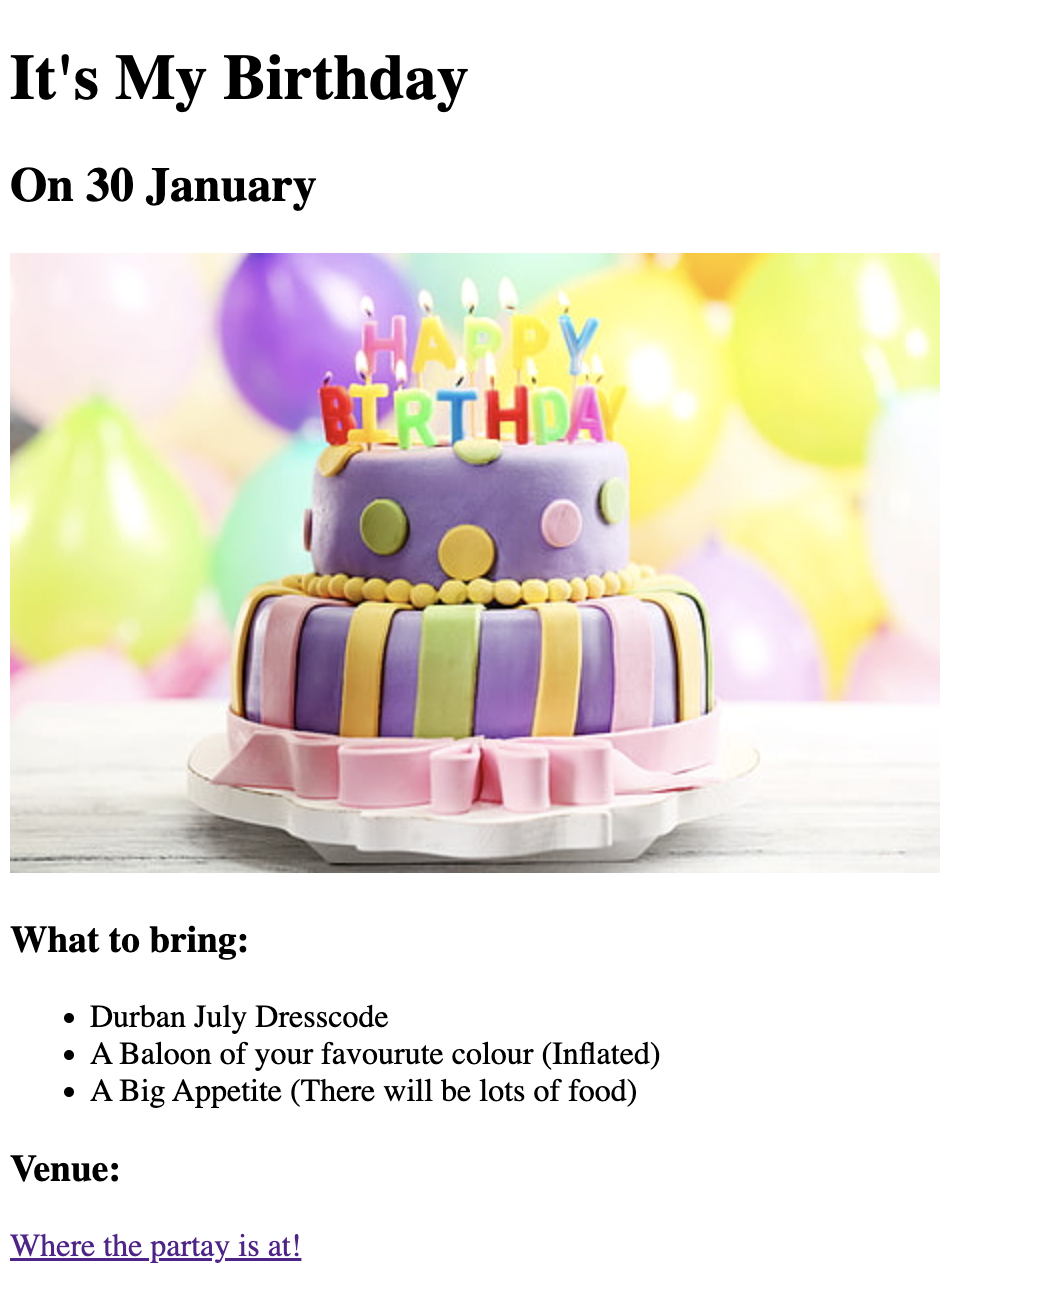 It's My Birthday
On 30 January
HAPPY
BIRTHDAY
What to bring:
• Durban July Dresscode
• A Baloon of your favourute colour (Inflated)
• A Big Appetite (There will be lots of food)
Venue:
Where the partay is at!